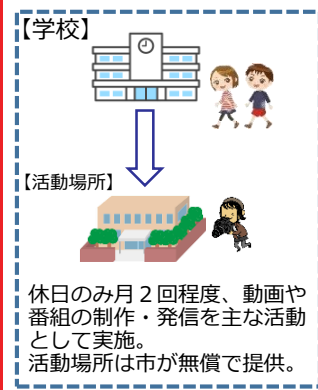 【学校】
【活動場所】
休日のみ月２回程度、動画や
番組の制作・発信を主な活動
として実施。
活動場所は市が無償で提供。